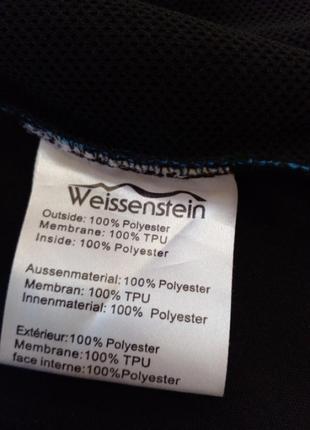 Weissenstein
Outside: 100% Polyester
Membrane: 100% TPU
Inside: 100% Polyester
Aussenmaterial: 100% Polyester
Membran: 100% TPU
Innenmaterial: 100% Polyester
Extérieur: 100% Polyester
Membrane: 100% TPU
face interne: 100%Polyester